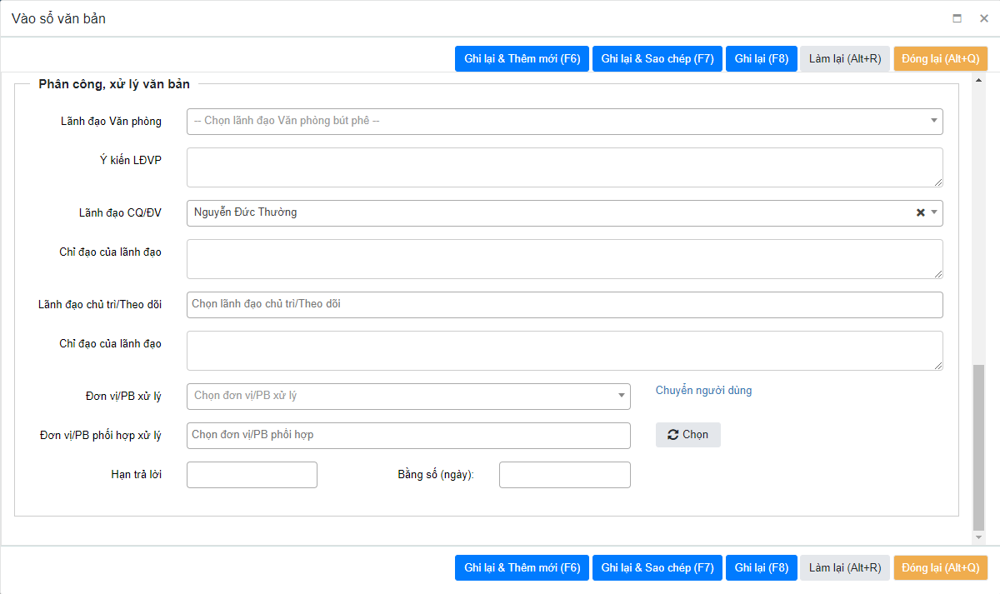 Vào sổ văn bản
Ghi lại & Thêm mới (F6) Ghi lại & Sao chép (F7) Ghi lại (F8) Làm lại (Alt+R) Đóng lại (Alt+Q)
Phân công, xử lý văn bản
Lãnh đạo Văn phòng -- Chọn lãnh đạo Văn phòng bút phê --
Ý kiến LĐVP
Lãnh đạo CQ/ĐV Nguyễn Đức Thường
Chỉ đạo của lãnh đạo
Lãnh đạo chủ trì/Theo dõi Chọn lãnh đạo chủ trì/Theo dõi
Chỉ đạo của lãnh đạo
Đơn vị/PB xử lý Chọn đơn vị/PB xử lý Chuyển người dùng
Đơn vị/PB phối hợp xử lý Chọn đơn vị/PB phối hợp Chọn
Hạn trả lời Bằng số (ngày):
Ghi lại & Thêm mới (F6) Ghi lại & Sao chép (F7) Ghi lại (F8) Làm lại (Alt+R) Đóng lại (Alt+Q)